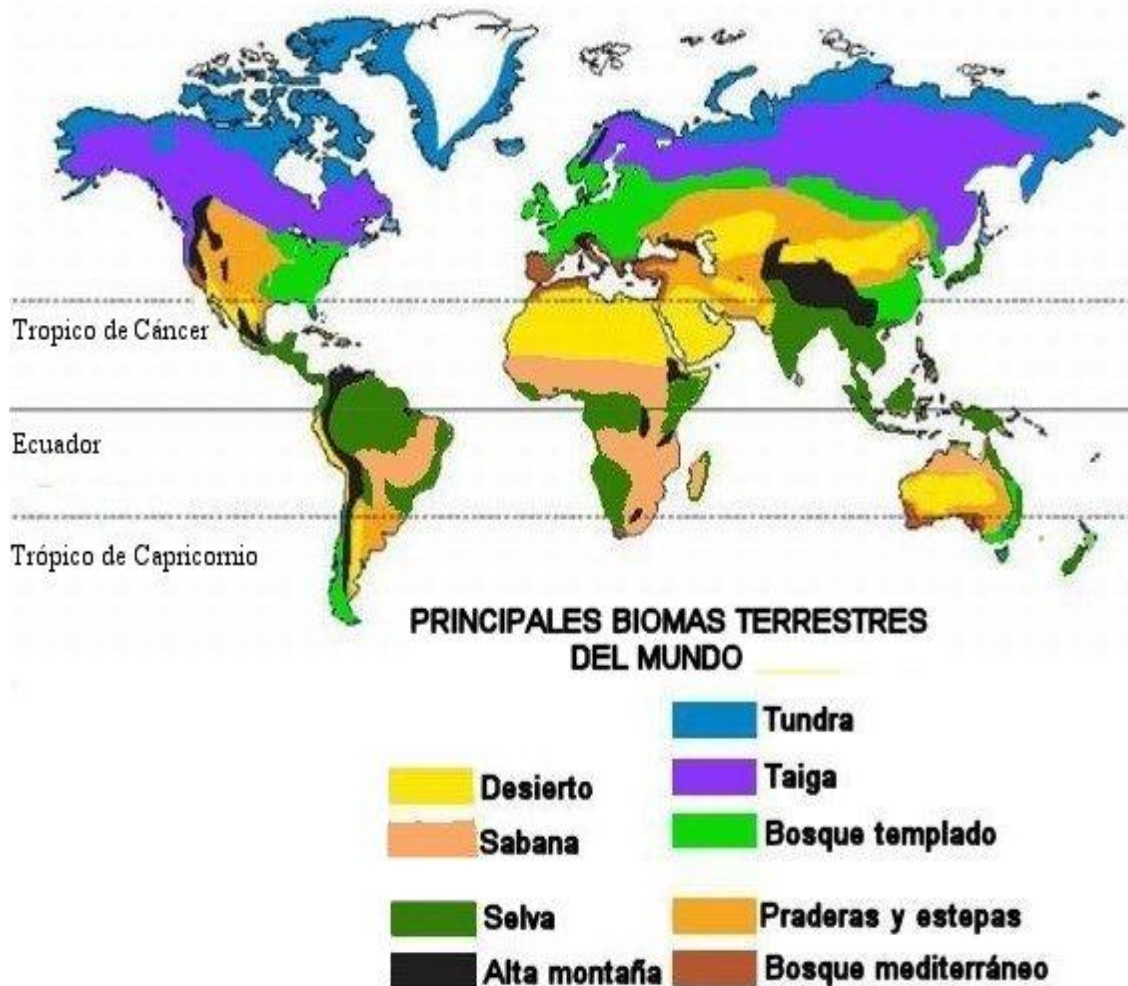 Tropico de Cáncer
Ecuador
Trópico de Capricornio
PRINCIPALES BIOMAS TERRESTRES
DEL MUNDO
Tundra
Desierto
Taiga
Sabana
Bosque templado
Selva
Praderas y estepas
Alta montaña
Bosque mediterráneo